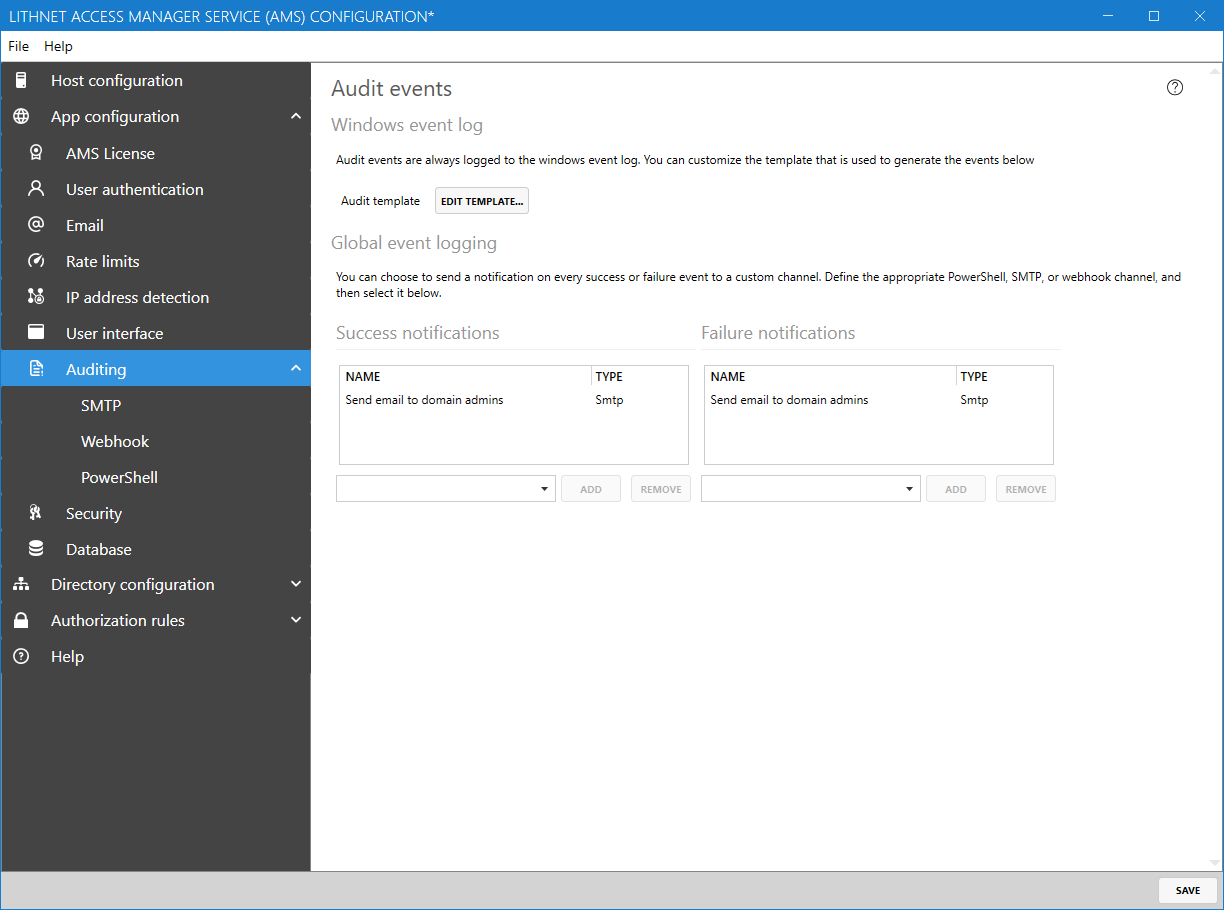 LITHNET ACCESS MANAGER SERVICE (AMS) CONFIGURATION*
File Help
Host configuration
App configuration
AMS License
User authentication
Email
Rate limits
IP address detection
User interface
Auditing
SMTP
Webhook
PowerShell
Security
Database
Directory configuration
Authorization rules
Help
Audit events
Windows event log
Audit events are always logged to the windows event log. You can customize the template that is used to generate the events below
Audit template EDIT TEMPLATE...
Global event logging
You can choose to send a notification on every success or failure event to a custom channel. Define the appropriate PowerShell, SMTP, or webhook channel, and
then select it below.
Success notifications
NAME TYPE
Send email to domain admins Smtp
ADD REMOVE
Failure notifications
NAME TYPE
Send email to domain admins Smtp
ADD REMOVE
SAVE